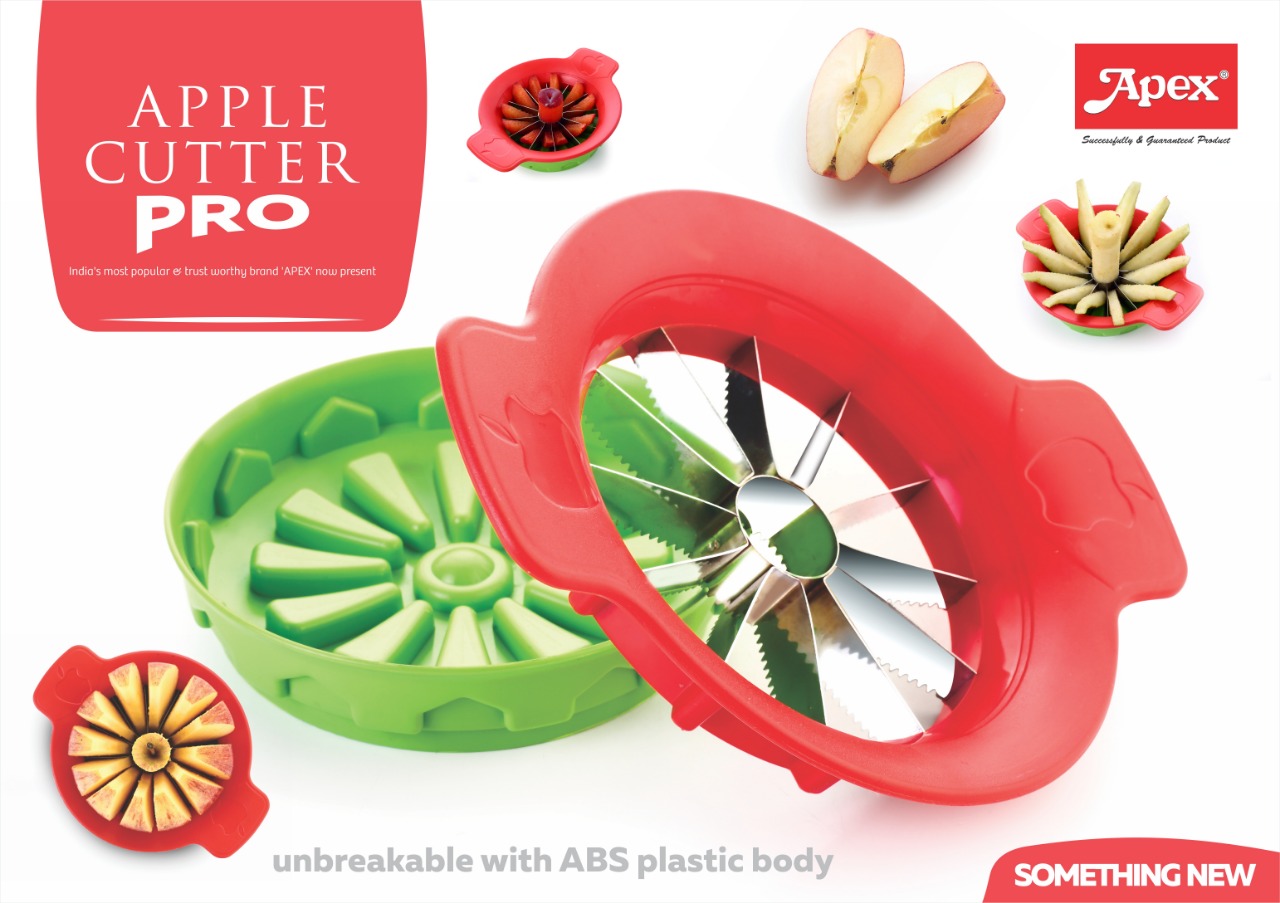 APPLE
CUTTER
PRO
India's most popular & trust worthy brand 'APEX' now present
Apex®
Successfully & Guaranteed Product
unbreakable with ABS plastic body
SOMETHING NEW